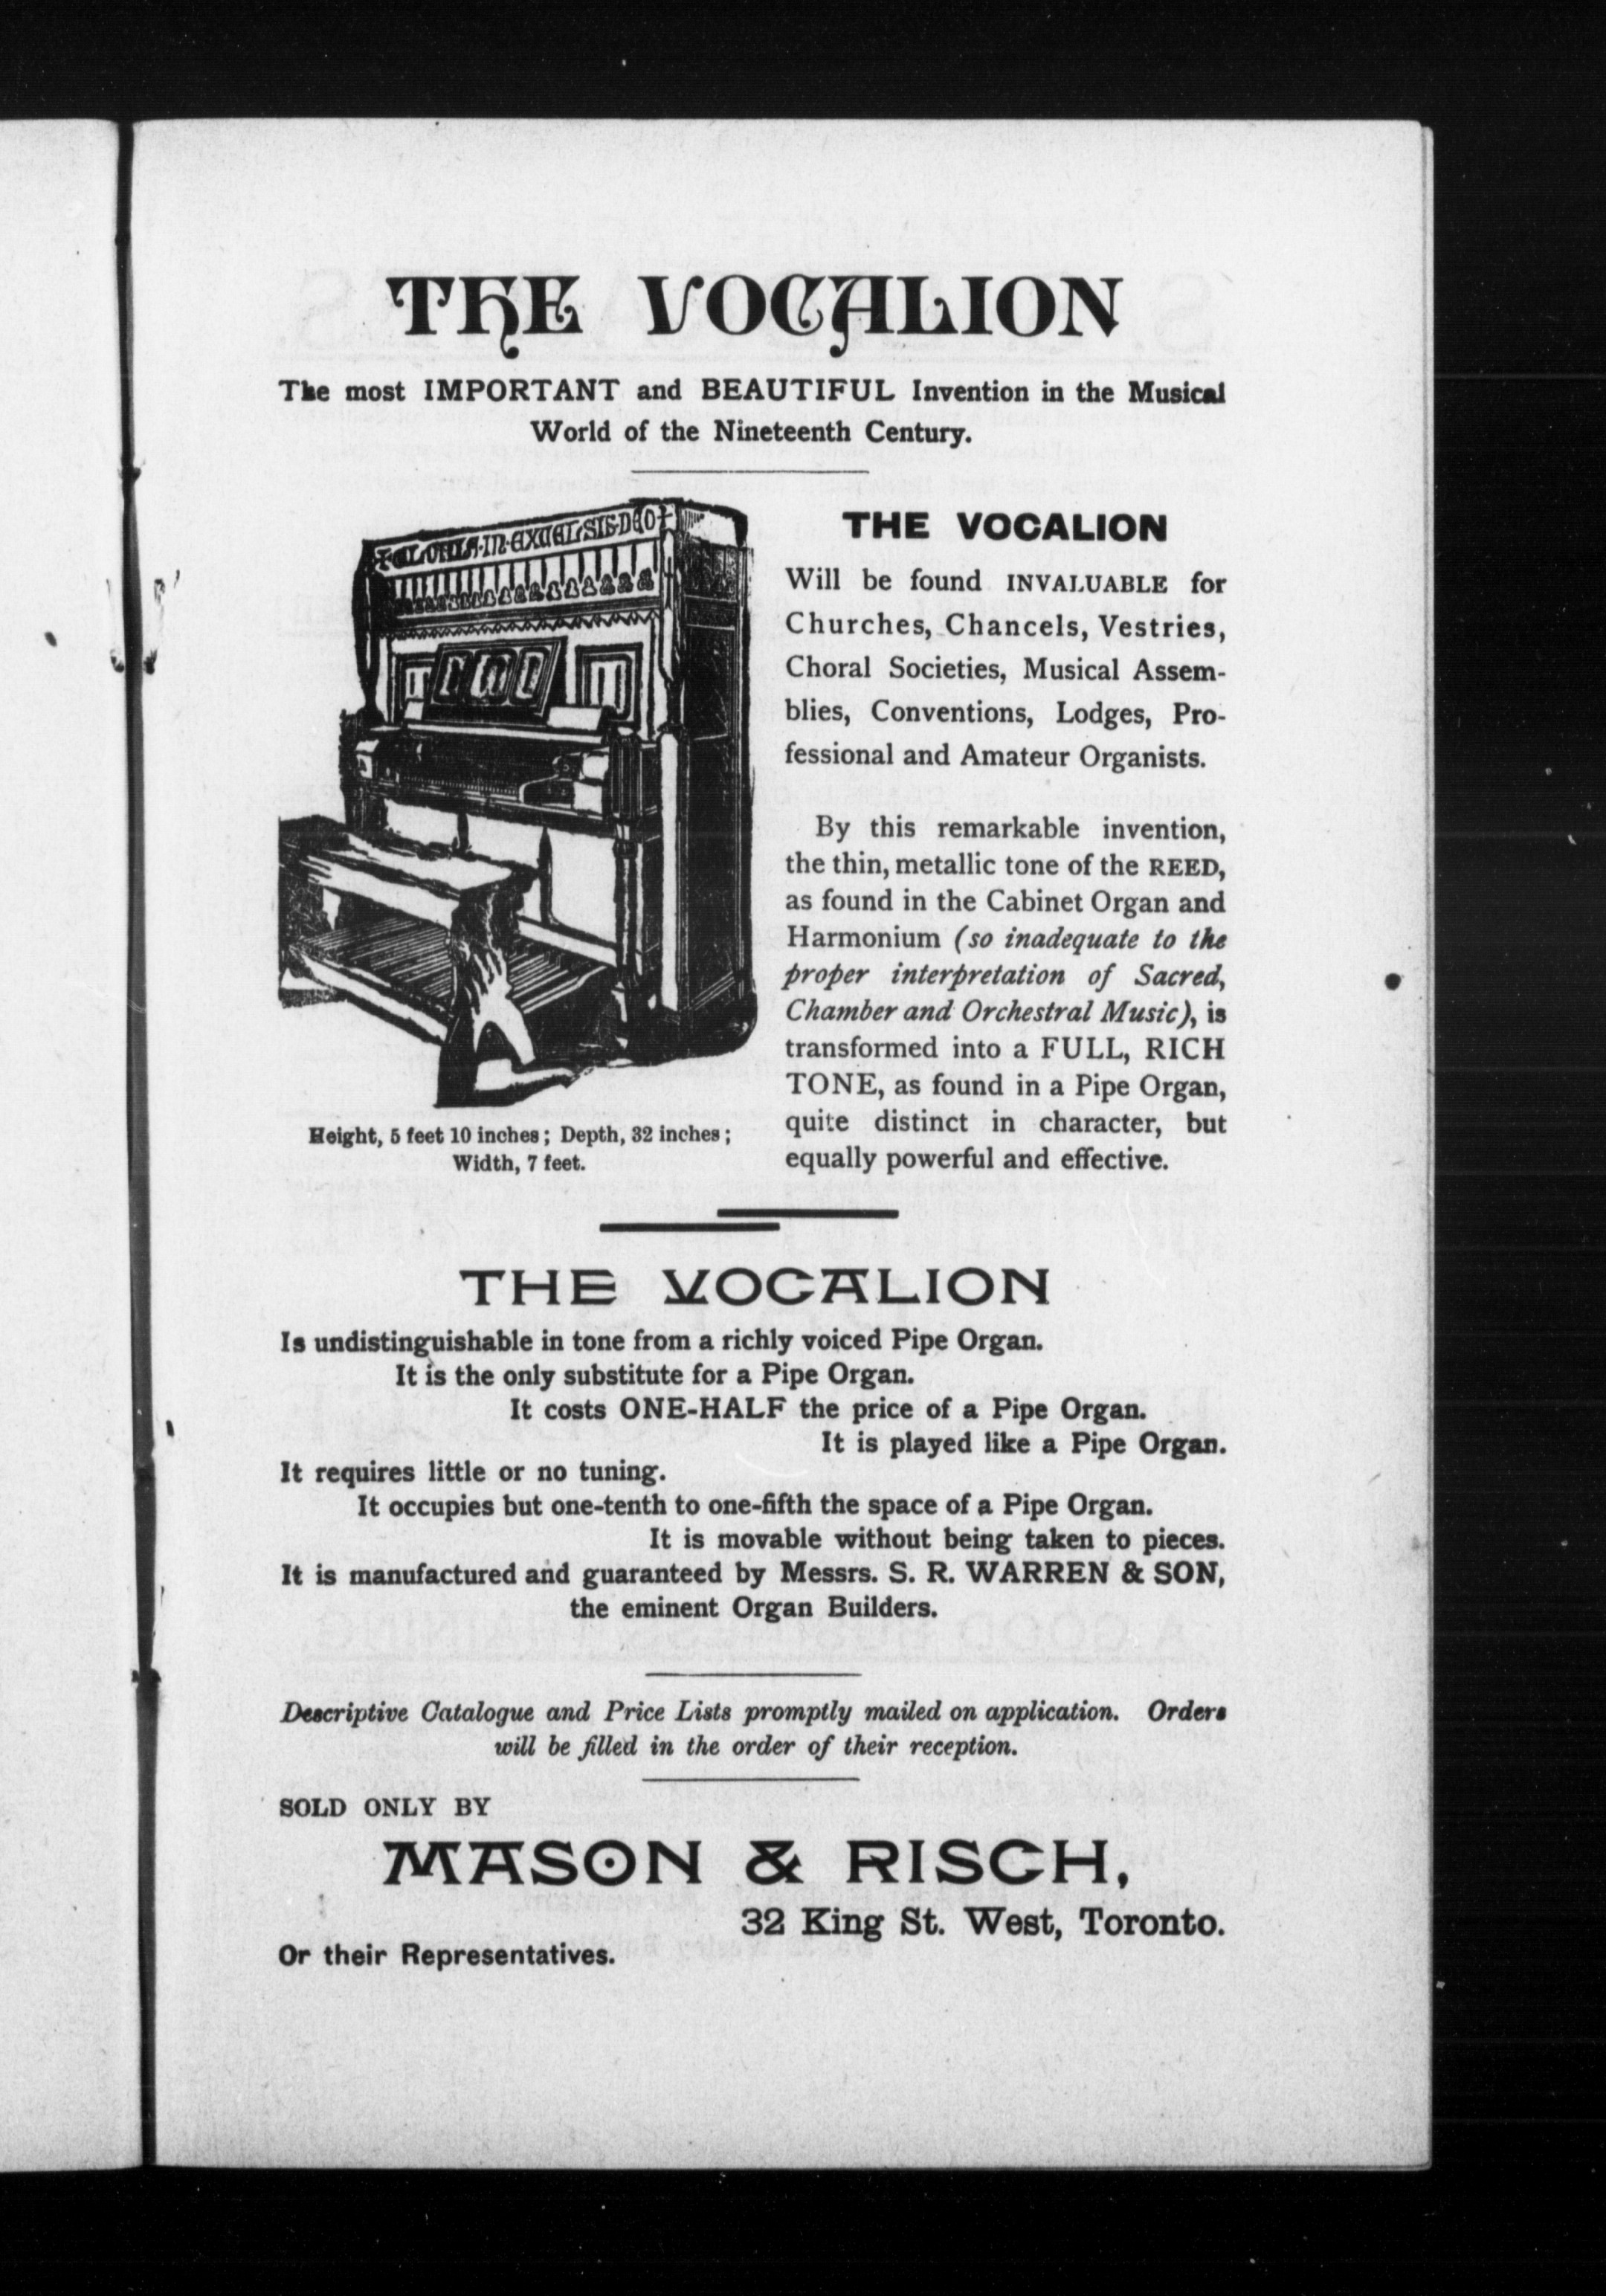 THE VOCALION
The most IMPORTANT and BEAUTIFUL Invention in the Musical
World of the Nineteenth Century.
GLORIA·IN·EXCELSIS·DEO
Height, 5 feet 10 inches; Depth, 32 inches;
Width, 7 feet.
THE VOCALION
Will be found INVALUABLE for
Churches, Chancels, Vestries,
Choral Societies, Musical Assem-
blies, Conventions, Lodges, Pro-
fessional and Amateur Organists.
By this remarkable invention,
the thin, metallic tone of the REED,
as found in the Cabinet Organ and
Harmonium (so inadequate to the
proper interpretation of Sacred,
Chamber and Orchestral Music), is
transformed into a FULL, RICH
TONE, as found in a Pipe Organ,
quite distinct in character, but
equally powerful and effective.
THE VOCALION
Is undistinguishable in tone from a richly voiced Pipe Organ.
It is the only substitute for a Pipe Organ.
It costs ONE-HALF the price of a Pipe Organ.
It is played like a Pipe Organ.
It requires little or no tuning.
It occupies but one-tenth to one-fifth the space of a Pipe Organ.
It is movable without being taken to pieces.
It is manufactured and guaranteed by Messrs. S. R. WARREN & SON,
the eminent Organ Builders.
Descriptive Catalogue and Price Lists promptly mailed on application. Orders
will be filled in the order of their reception.
SOLD ONLY BY
MASON & RISCH,
32 King St. West, Toronto.
Or their Representatives.